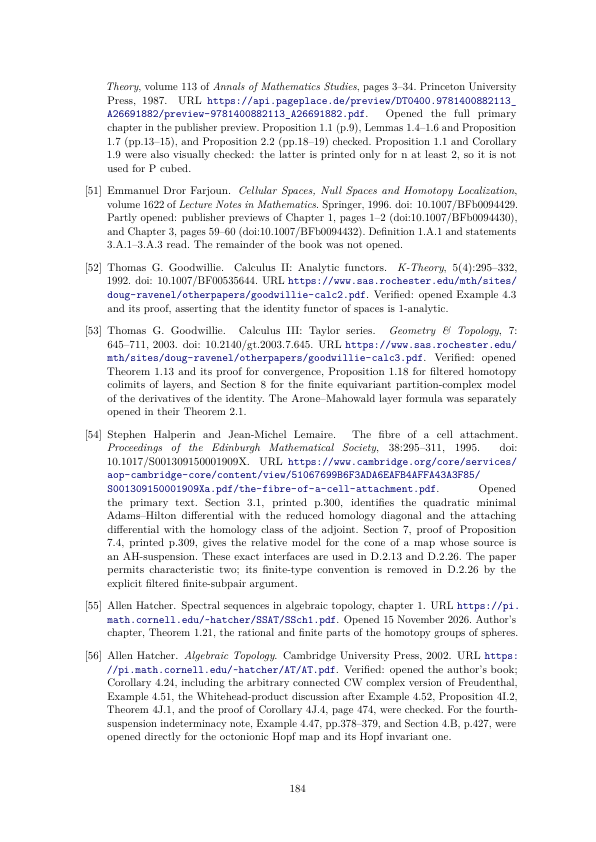 Theory, volume 113 of Annals of Mathematics Studies, pages 3–34. Princeton University
Press, 1987. URL https://api.pageplace.de/preview/DT0400.9781400882113_
A26691882/preview-9781400882113_A26691882.pdf. Opened the full primary
chapter in the publisher preview. Proposition 1.1 (p.9), Lemmas 1.4–1.6 and Proposition
1.7 (pp.13–15), and Proposition 2.2 (pp.18–19) checked. Proposition 1.1 and Corollary
1.9 were also visually checked: the latter is printed only for n at least 2, so it is not
used for P cubed.
[51] Emmanuel Dror Farjoun. Cellular Spaces, Null Spaces and Homotopy Localization,
volume 1622 of Lecture Notes in Mathematics. Springer, 1996. doi: 10.1007/BFb0094429.
Partly opened: publisher previews of Chapter 1, pages 1–2 (doi:10.1007/BFb0094430),
and Chapter 3, pages 59–60 (doi:10.1007/BFb0094432). Definition 1.A.1 and statements
3.A.1–3.A.3 read. The remainder of the book was not opened.
[52] Thomas G. Goodwillie. Calculus II: Analytic functors. K-Theory, 5(4):295–332,
1992. doi: 10.1007/BF00535644. URL https://www.sas.rochester.edu/mth/sites/
doug-ravenel/otherpapers/goodwillie-calc2.pdf. Verified: opened Example 4.3
and its proof, asserting that the identity functor of spaces is 1-analytic.
[53] Thomas G. Goodwillie. Calculus III: Taylor series. Geometry & Topology, 7:
645–711, 2003. doi: 10.2140/gt.2003.7.645. URL https://www.sas.rochester.edu/
mth/sites/doug-ravenel/otherpapers/goodwillie-calc3.pdf. Verified: opened
Theorem 1.13 and its proof for convergence, Proposition 1.18 for filtered homotopy
colimits of layers, and Section 8 for the finite equivariant partition-complex model
of the derivatives of the identity. The Arone–Mahowald layer formula was separately
opened in their Theorem 2.1.
[54] Stephen Halperin and Jean-Michel Lemaire. The fibre of a cell attachment.
Proceedings of the Edinburgh Mathematical Society, 38:295–311, 1995. doi:
10.1017/S001309150001909X. URL https://www.cambridge.org/core/services/
aop-cambridge-core/content/view/51067699B6F3ADA6EAFB4AFFA43A3F85/
S001309150001909Xa.pdf/the-fibre-of-a-cell-attachment.pdf. Opened
the primary text. Section 3.1, printed p.300, identifies the quadratic minimal
Adams–Hilton differential with the reduced homology diagonal and the attaching
differential with the homology class of the adjoint. Section 7, proof of Proposition
7.4, printed p.309, gives the relative model for the cone of a map whose source is
an AH-suspension. These exact interfaces are used in D.2.13 and D.2.26. The paper
permits characteristic two; its finite-type convention is removed in D.2.26 by the
explicit filtered finite-subpair argument.
[55] Allen Hatcher. Spectral sequences in algebraic topology, chapter 1. URL https://pi.
math.cornell.edu/~hatcher/SSAT/SSch1.pdf. Opened 15 November 2026. Author's
chapter, Theorem 1.21, the rational and finite parts of the homotopy groups of spheres.
[56] Allen Hatcher. Algebraic Topology. Cambridge University Press, 2002. URL https:
//pi.math.cornell.edu/~hatcher/AT/AT.pdf. Verified: opened the author's book;
Corollary 4.24, including the arbitrary connected CW complex version of Freudenthal,
Example 4.51, the Whitehead-product discussion after Example 4.52, Proposition 4I.2,
Theorem 4J.1, and the proof of Corollary 4J.4, page 474, were checked. For the fourth-
suspension indeterminacy note, Example 4.47, pp.378–379, and Section 4.B, p.427, were
opened directly for the octonionic Hopf map and its Hopf invariant one.
184